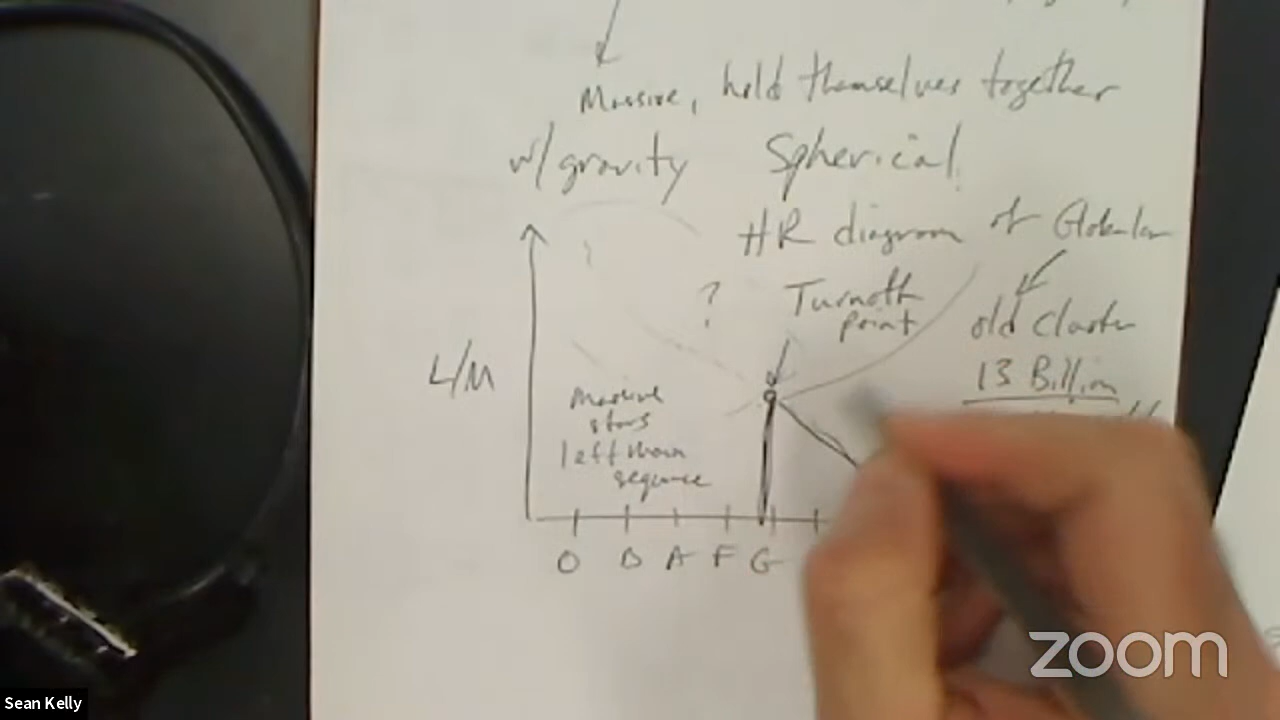 Massive, hold themselves together
w/ gravity Spherical
HR diagram of Globular
?
Turnoff
point
old cluster
13 Billion
L/M
massive
stars
left main
sequence
O B A F G
zoom
Sean Kelly